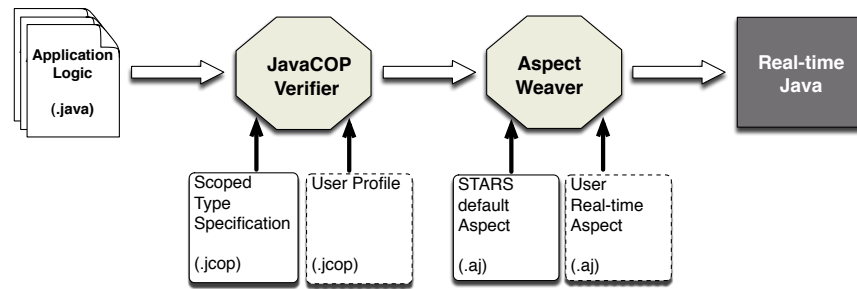 Application
Logic
(.java)
JavaCOP
Verifier
Aspect
Weaver
Real-time
Java
Scoped
Type
Specification
(.jcop)
User Profile
(.jcop)
STARS
default
Aspect
(.aj)
User
Real-time
Aspect
(.aj)